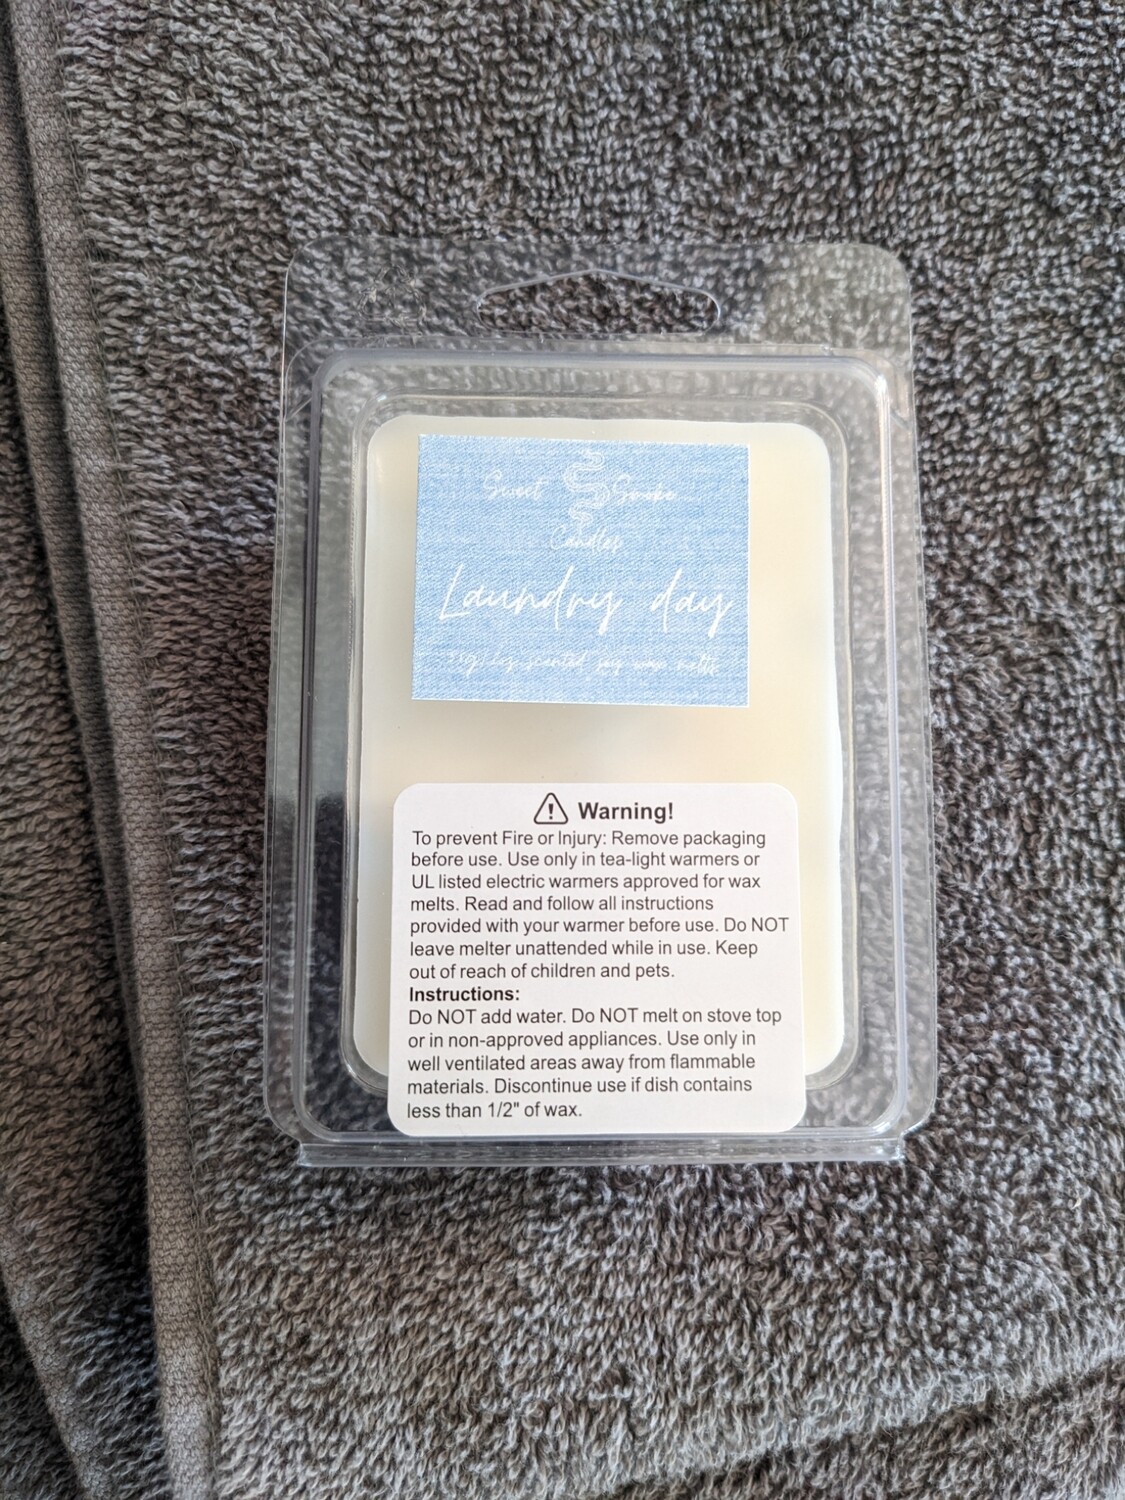 Sweet Smoke
Candles
Laundry day
scented soy wax melts
Warning!
To prevent Fire or Injury: Remove packaging
before use. Use only in tea-light warmers or
UL listed electric warmers approved for wax
melts. Read and follow all instructions
provided with your warmer before use. Do NOT
leave melter unattended while in use. Keep
out of reach of children and pets.
Instructions:
Do NOT add water. Do NOT melt on stove top
or in non-approved appliances. Use only in
well ventilated areas away from flammable
materials. Discontinue use if dish contains
less than 1/2" of wax.